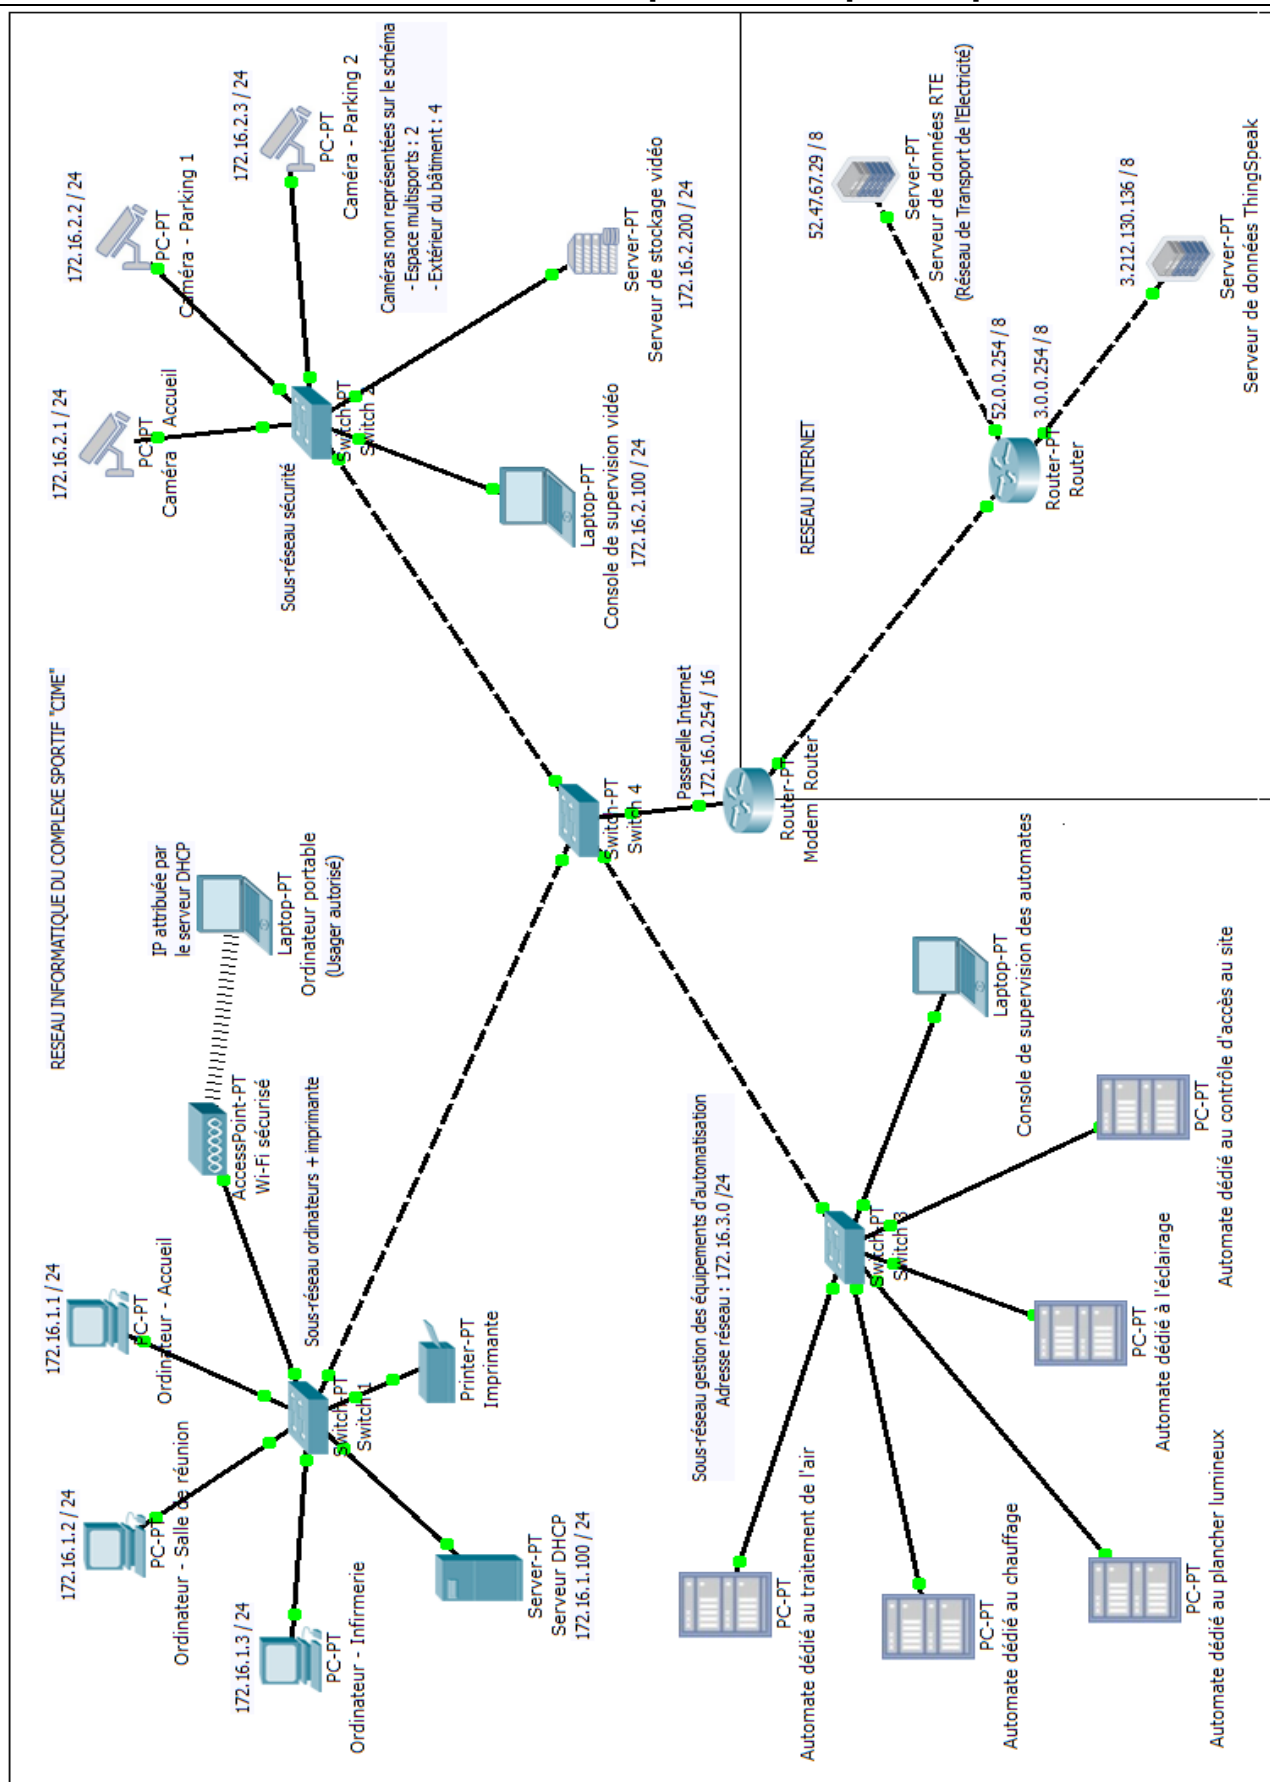 RESEAU INFORMATIQUE DU COMPLEXE SPORTIF "CIME"
172.16.1.3 / 24
PC-PT
Ordinateur - Infirmerie
172.16.1.2 / 24
PC-PT
Ordinateur - Salle de réunion
172.16.1.1 / 24
PC-PT
Ordinateur - Accueil
AccessPoint-PT
Wi-Fi sécurisé
IP attribuée par
le serveur DHCP
Laptop-PT
Ordinateur portable
(Usager autorisé)
Sous-réseau ordinateurs + imprimante
Switch-PT
Switch 1
Printer-PT
Imprimante
Server-PT
Serveur DHCP
172.16.1.100 / 24
172.16.2.1 / 24
PC-PT
Caméra Accueil
172.16.2.2 / 24
PC-PT
Caméra - Parking 1
172.16.2.3 / 24
PC-PT
Caméra - Parking 2
Caméras non représentées sur le schéma
- Espace multisports : 2
- Extérieur du bâtiment : 4
Sous-réseau sécurité
Switch-PT
Switch 2
Laptop-PT
Console de supervision vidéo
172.16.2.100 / 24
Server-PT
Serveur de stockage vidéo
172.16.2.200 / 24
Switch-PT
Switch 4
Passerelle Internet
172.16.0.254 / 16
Router-PT
Modem Router
Sous-réseau gestion des équipements d'automatisation
Adresse réseau : 172.16.3.0 /24
Switch-PT
Switch 3
PC-PT
Automate dédié au traitement de l'air
PC-PT
Automate dédié au chauffage
PC-PT
Automate dédié au plancher lumineux
PC-PT
Automate dédié à l'éclairage
PC-PT
Automate dédié au contrôle d'accès au site
Laptop-PT
Console de supervision des automates
RESEAU INTERNET
52.47.67.29 / 8
Server-PT
Serveur de données RTE
(Réseau de Transport de l'Electricité)
52.0.0.254 / 8
3.0.0.254 / 8
Router-PT
Router
3.212.130.136 / 8
Server-PT
Serveur de données ThingSpeak